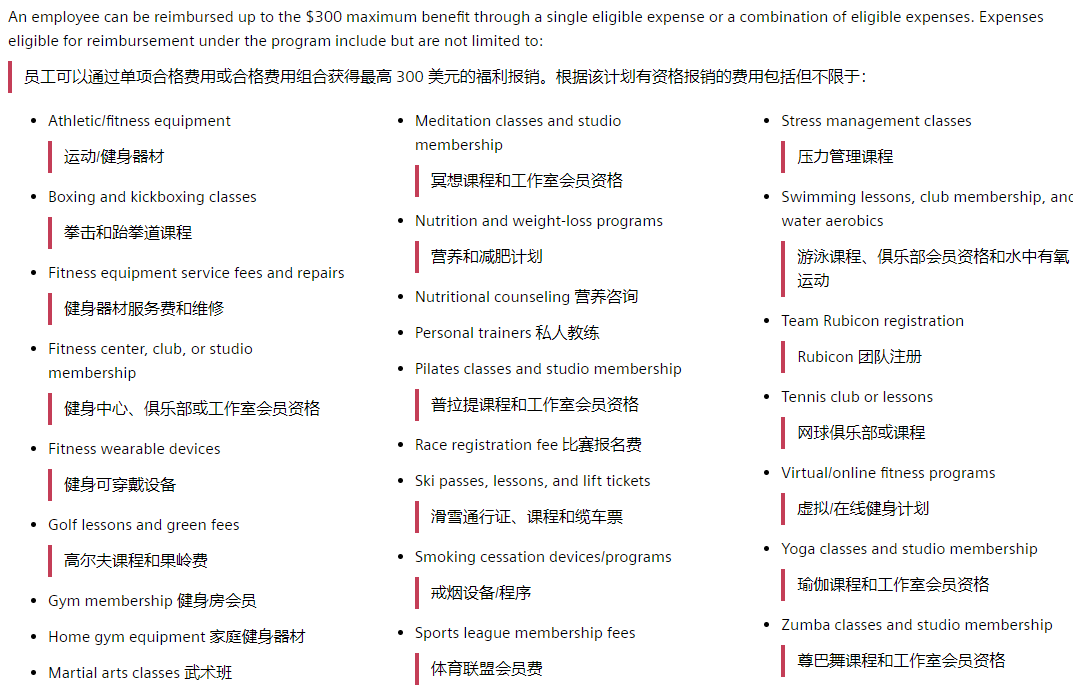 An employee can be reimbursed up to the $300 maximum benefit through a single eligible expense or a combination of eligible expenses. Expenses
eligible for reimbursement under the program include but are not limited to:
员工可以通过单项合格费用或合格费用组合获得最高 300 美元的福利报销。根据该计划有资格报销的费用包括但不限于：
• Athletic/fitness equipment
运动/健身器材
• Boxing and kickboxing classes
拳击和跆拳道课程
• Fitness equipment service fees and repairs
健身器材服务费和维修
• Fitness center, club, or studio
membership
健身中心、俱乐部或工作室会员资格
• Fitness wearable devices
健身可穿戴设备
• Golf lessons and green fees
高尔夫课程和果岭费
• Gym membership 健身房会员
• Home gym equipment 家庭健身器材
• Martial arts classes 武术班
• Meditation classes and studio
membership
冥想课程和工作室会员资格
• Nutrition and weight-loss programs
营养和减肥计划
• Nutritional counseling 营养咨询
• Personal trainers 私人教练
• Pilates classes and studio membership
普拉提课程和工作室会员资格
• Race registration fee 比赛报名费
• Ski passes, lessons, and lift tickets
滑雪通行证、课程和缆车票
• Smoking cessation devices/programs
戒烟设备/程序
• Sports league membership fees
体育联盟会员费
• Stress management classes
压力管理课程
• Swimming lessons, club membership, and
water aerobics
游泳课程、俱乐部会员资格和水中有氧
运动
• Team Rubicon registration
Rubicon 团队注册
• Tennis club or lessons
网球俱乐部或课程
• Virtual/online fitness programs
虚拟/在线健身计划
• Yoga classes and studio membership
瑜伽课程和工作室会员资格
• Zumba classes and studio membership
尊巴舞课程和工作室会员资格